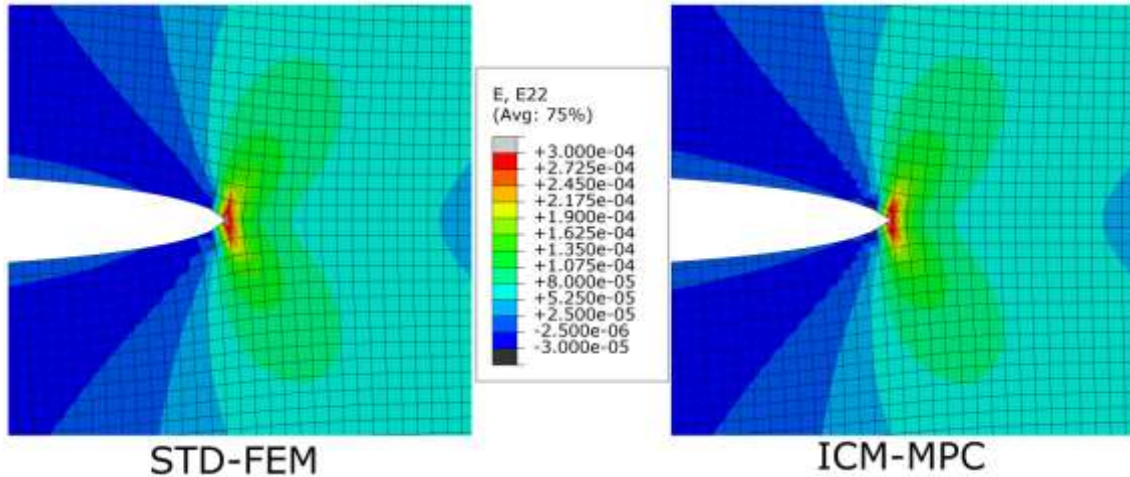 E, E22
(Avg: 75%)
+3.000e-04
+2.725e-04
+2.450e-04
+2.175e-04
+1.900e-04
+1.625e-04
+1.350e-04
+1.075e-04
+8.000e-05
+5.250e-05
+2.500e-05
-2.500e-06
-3.000e-05
STD-FEM
ICM-MPC